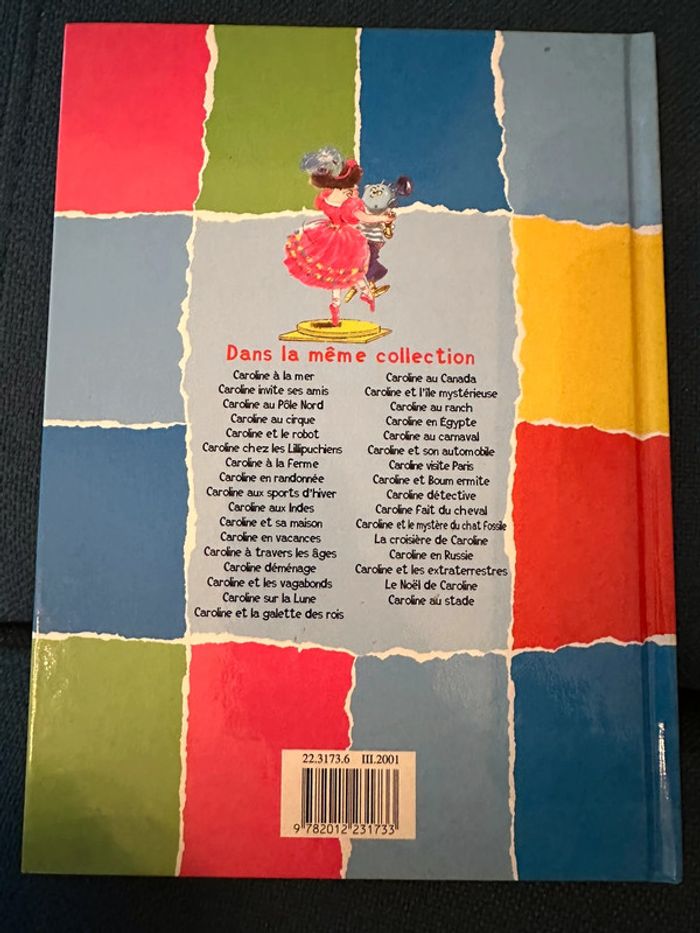 Dans la même collection
Caroline à la mer
Caroline invite ses amis
Caroline au Pôle Nord
Caroline au cirque
Caroline et le robot
Caroline chez les Lillipuchiens
Caroline à la Ferme
Caroline en randonnée
Caroline aux sports d'hiver
Caroline aux Indes
Caroline et sa maison
Caroline en vacances
Caroline à travers les âges
Caroline déménage
Caroline et les vagabonds
Caroline sur la Lune
Caroline et la galette des rois
Caroline au Canada
Caroline et l'île mystérieuse
Caroline au ranch
Caroline en Égypte
Caroline au carnaval
Caroline et son automobile
Caroline visite Paris
Caroline et Boum ermite
Caroline détective
Caroline fait du cheval
Caroline et le mystère du chat fossile
La croisière de Caroline
Caroline en Russie
Caroline et les extraterrestres
Le Noël de Caroline
Caroline au stade
22.3173.6 III.2001
9 782012 231733